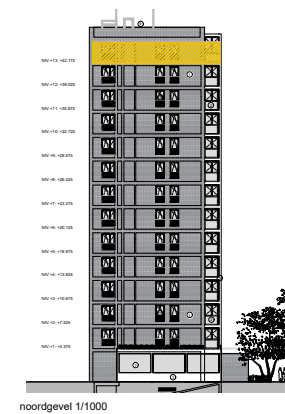 NIV.+13: +42.175
NIV.+12: +39.025
NIV.+11: +35.875
NIV.+10: +32.725
NIV.+9: +29.575
NIV.+8: +26.425
NIV.+7: +23.275
NIV.+6: +20.125
NIV.+5: +16.975
NIV.+4: +13.825
NIV.+3: +10.675
NIV.+2: +7.525
NIV.+1: +4.375
noordgevel 1/1000